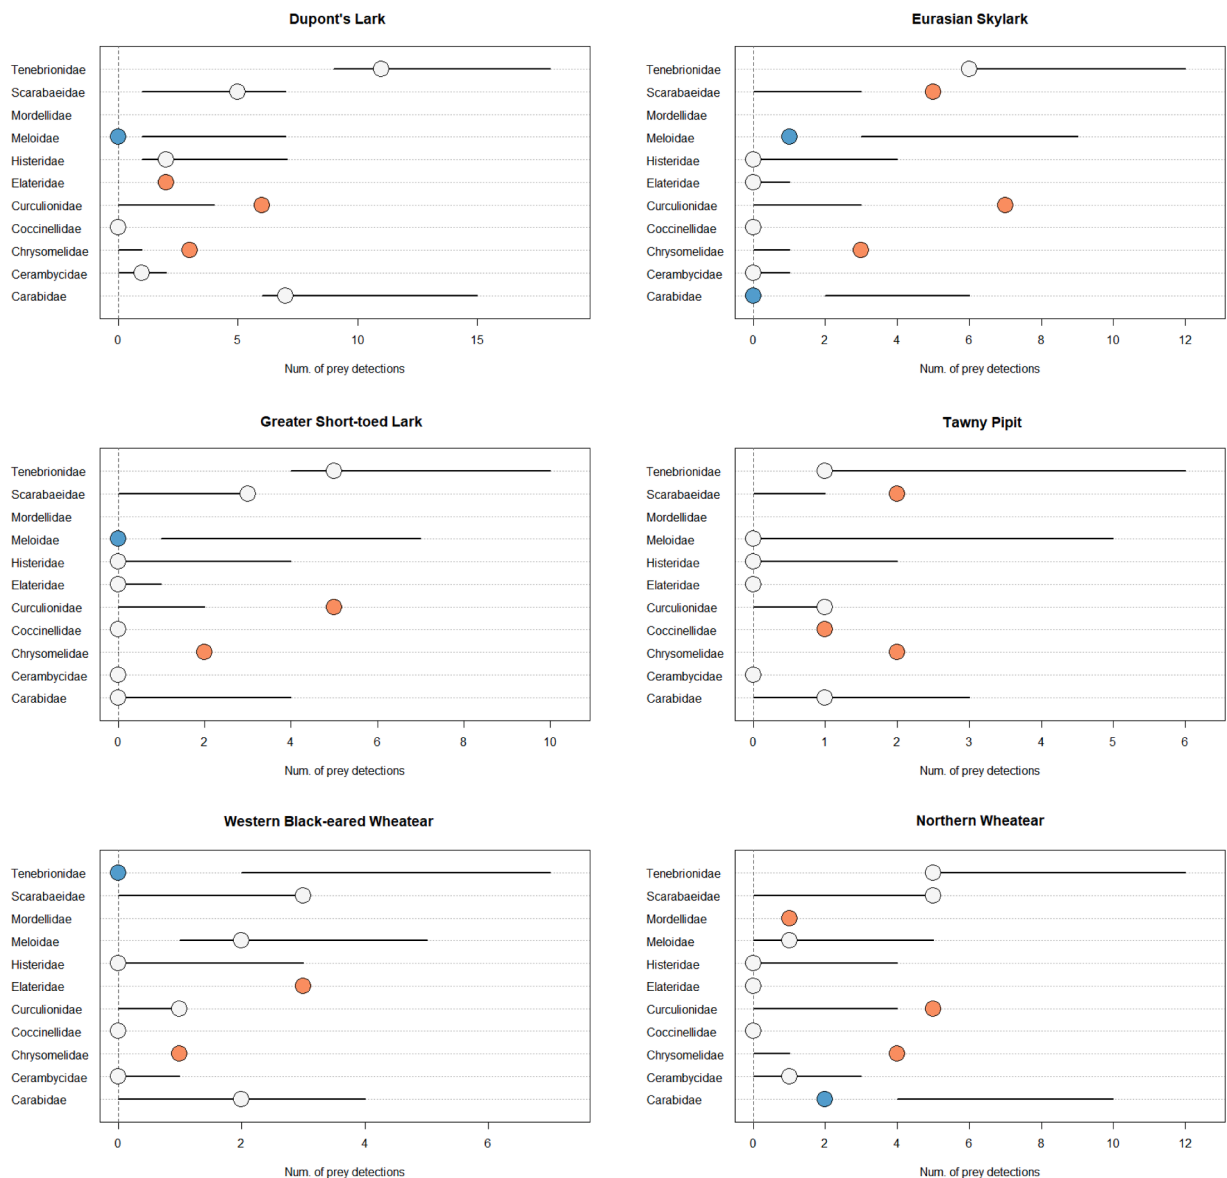 Dupont's Lark
Tenebrionidae
Scarabaeidae
Mordellidae
Meloidae
Histeridae
Elateridae
Curculionidae
Coccinellidae
Chrysomelidae
Cerambycidae
Carabidae
0 5 10 15
Num. of prey detections
Eurasian Skylark
Tenebrionidae
Scarabaeidae
Mordellidae
Meloidae
Histeridae
Elateridae
Curculionidae
Coccinellidae
Chrysomelidae
Cerambycidae
Carabidae
0 2 4 6 8 10 12
Num. of prey detections
Greater Short-toed Lark
Tenebrionidae
Scarabaeidae
Mordellidae
Meloidae
Histeridae
Elateridae
Curculionidae
Coccinellidae
Chrysomelidae
Cerambycidae
Carabidae
0 2 4 6 8 10
Num. of prey detections
Tawny Pipit
Tenebrionidae
Scarabaeidae
Mordellidae
Meloidae
Histeridae
Elateridae
Curculionidae
Coccinellidae
Chrysomelidae
Cerambycidae
Carabidae
0 1 2 3 4 5 6
Num. of prey detections
Western Black-eared Wheatear
Tenebrionidae
Scarabaeidae
Mordellidae
Meloidae
Histeridae
Elateridae
Curculionidae
Coccinellidae
Chrysomelidae
Cerambycidae
Carabidae
0 2 4 6
Num. of prey detections
Northern Wheatear
Tenebrionidae
Scarabaeidae
Mordellidae
Meloidae
Histeridae
Elateridae
Curculionidae
Coccinellidae
Chrysomelidae
Cerambycidae
Carabidae
0 2 4 6 8 10 12
Num. of prey detections